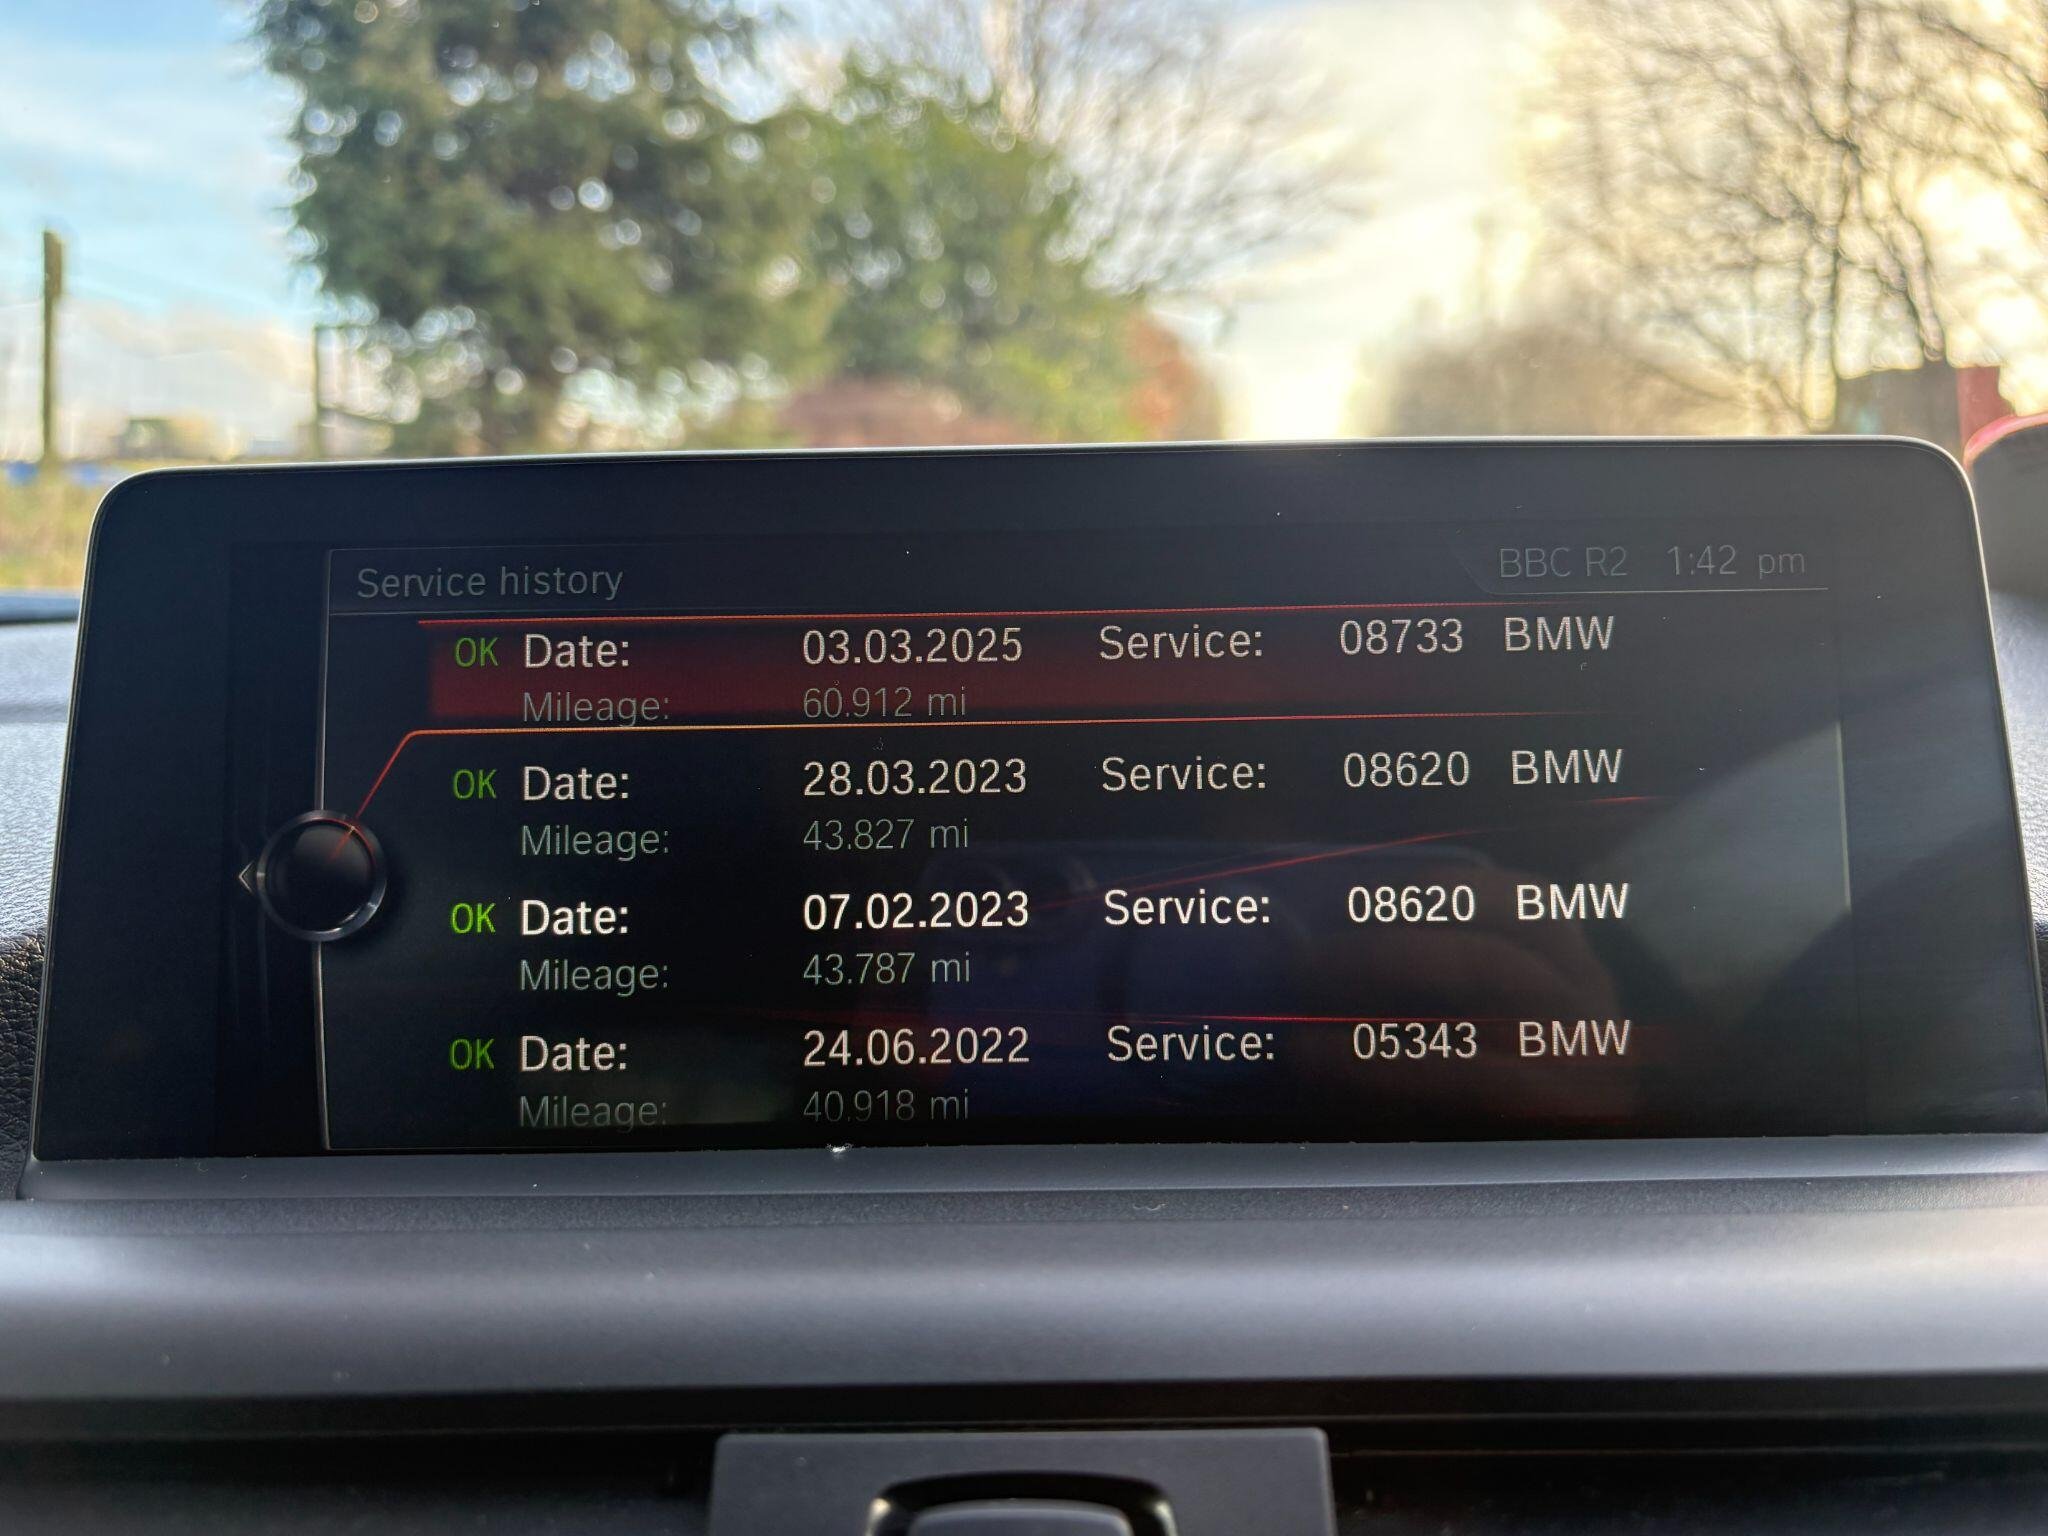 Service history BBC R2 1:42 pm
OK Date: 03.03.2025 Service: 08733 BMW
Mileage: 60.912 mi
OK Date: 28.03.2023 Service: 08620 BMW
Mileage: 43.827 mi
OK Date: 07.02.2023 Service: 08620 BMW
Mileage: 43.787 mi
OK Date: 24.06.2022 Service: 05343 BMW
Mileage: 40.918 mi